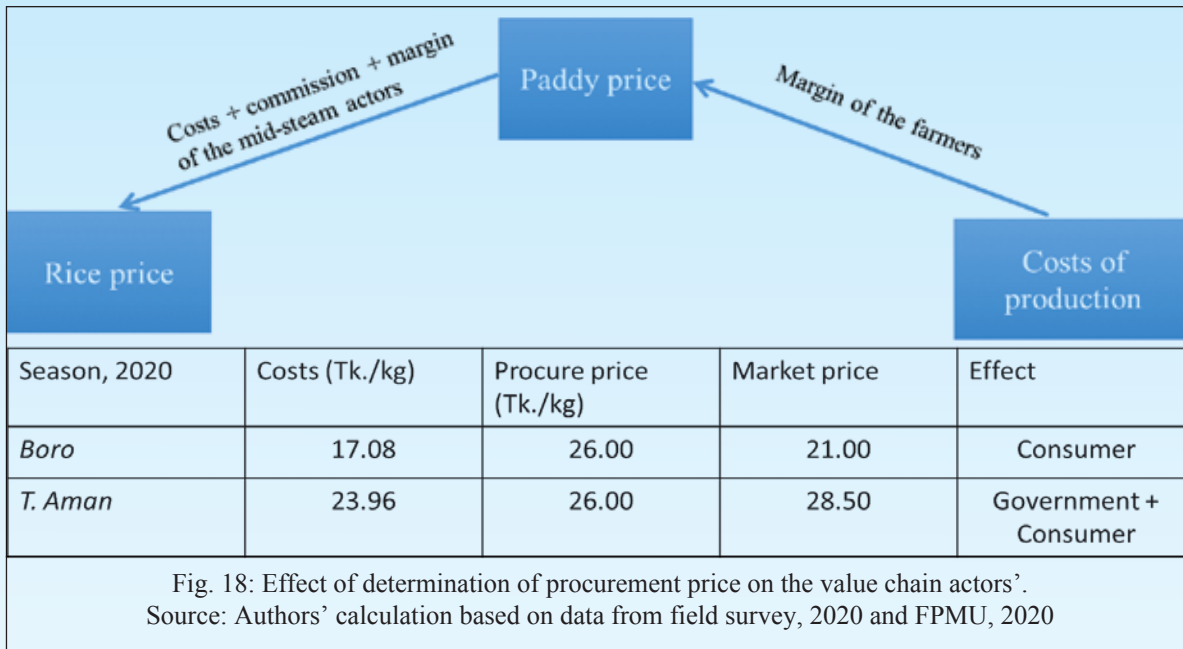 Paddy price
Costs + commission + margin
of the mid-steam actors
Margin of the farmers
Rice price
Costs of
production
Season, 2020 Costs (Tk./kg) Procure price Market price Effect
(Tk./kg)
Boro 17.08 26.00 21.00 Consumer
T. Aman 23.96 26.00 28.50 Government +
Consumer
Fig. 18: Effect of determination of procurement price on the value chain actors’.
Source: Authors’ calculation based on data from field survey, 2020 and FPMU, 2020